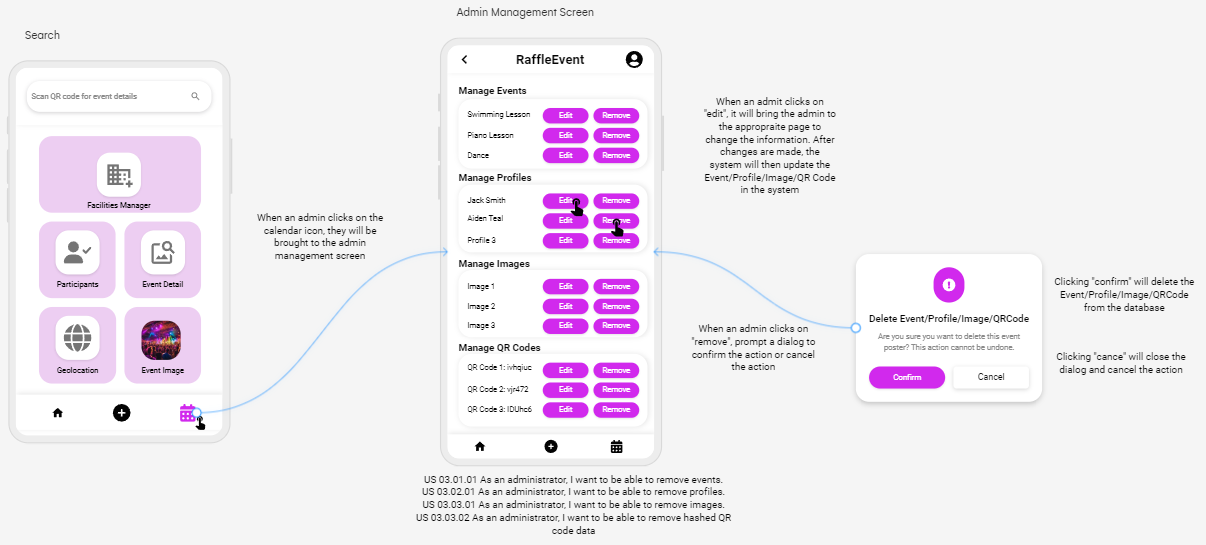 Search
Scan QR code for event details
Facilities Manager
Participants
Event Detail
Geolocation
Event Image
When an admin clicks on the
calendar icon, they will be
brought to the admin
management screen
Admin Management Screen
RaffleEvent
Manage Events
Swimming Lesson Edit Remove
Piano Lesson Edit Remove
Dance Edit Remove
Manage Profiles
Jack Smith Edit Remove
Aiden Teal Edit Remove
Profile 3 Edit Remove
Manage Images
Image 1 Edit Remove
Image 2 Edit Remove
Image 3 Edit Remove
Manage QR Codes
QR Code 1: ivhqiuc Edit Remove
QR Code 2: vjr472 Edit Remove
QR Code 3: IDUhc6 Edit Remove
US 03.01.01 As an administrator, I want to be able to remove events.
US 03.02.01 As an administrator, I want to be able to remove profiles.
US 03.03.01 As an administrator, I want to be able to remove images.
US 03.03.02 As an administrator, I want to be able to remove hashed QR
code data
When an admit clicks on
"edit", it will bring the admin to
the appropraite page to
change the information. After
changes are made, the
system will then update the
Event/Profile/Image/QR Code
in the system
When an admin clicks on
"remove", prompt a dialog to
confirm the action or cancel
the action
Delete Event/Profile/Image/QRCode
Are you sure you want to delete this event
poster? This action cannot be undone.
Confirm
Cancel
Clicking "confirm" will delete the
Event/Profile/Image/QRCode
from the database
Clicking "cance" will close the
dialog and cancel the action